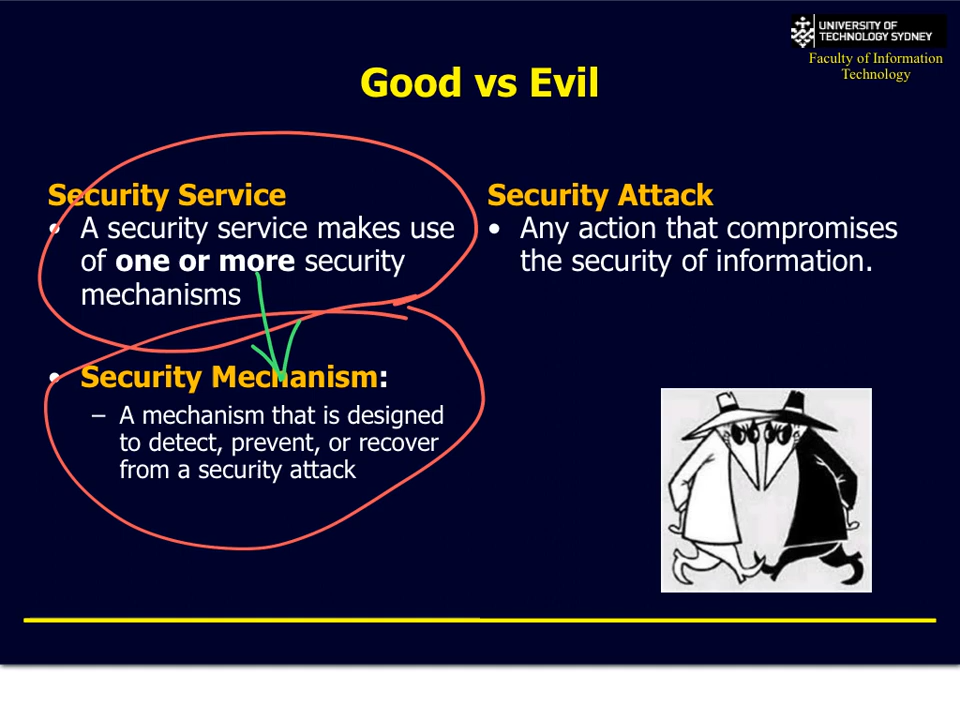 UNIVERSITY OF
TECHNOLOGY SYDNEY
Faculty of Information
Technology
Good vs Evil
Security Service
• A security service makes use
of one or more security
mechanisms
• Security Mechanism:
– A mechanism that is designed
to detect, prevent, or recover
from a security attack
Security Attack
• Any action that compromises
the security of information.